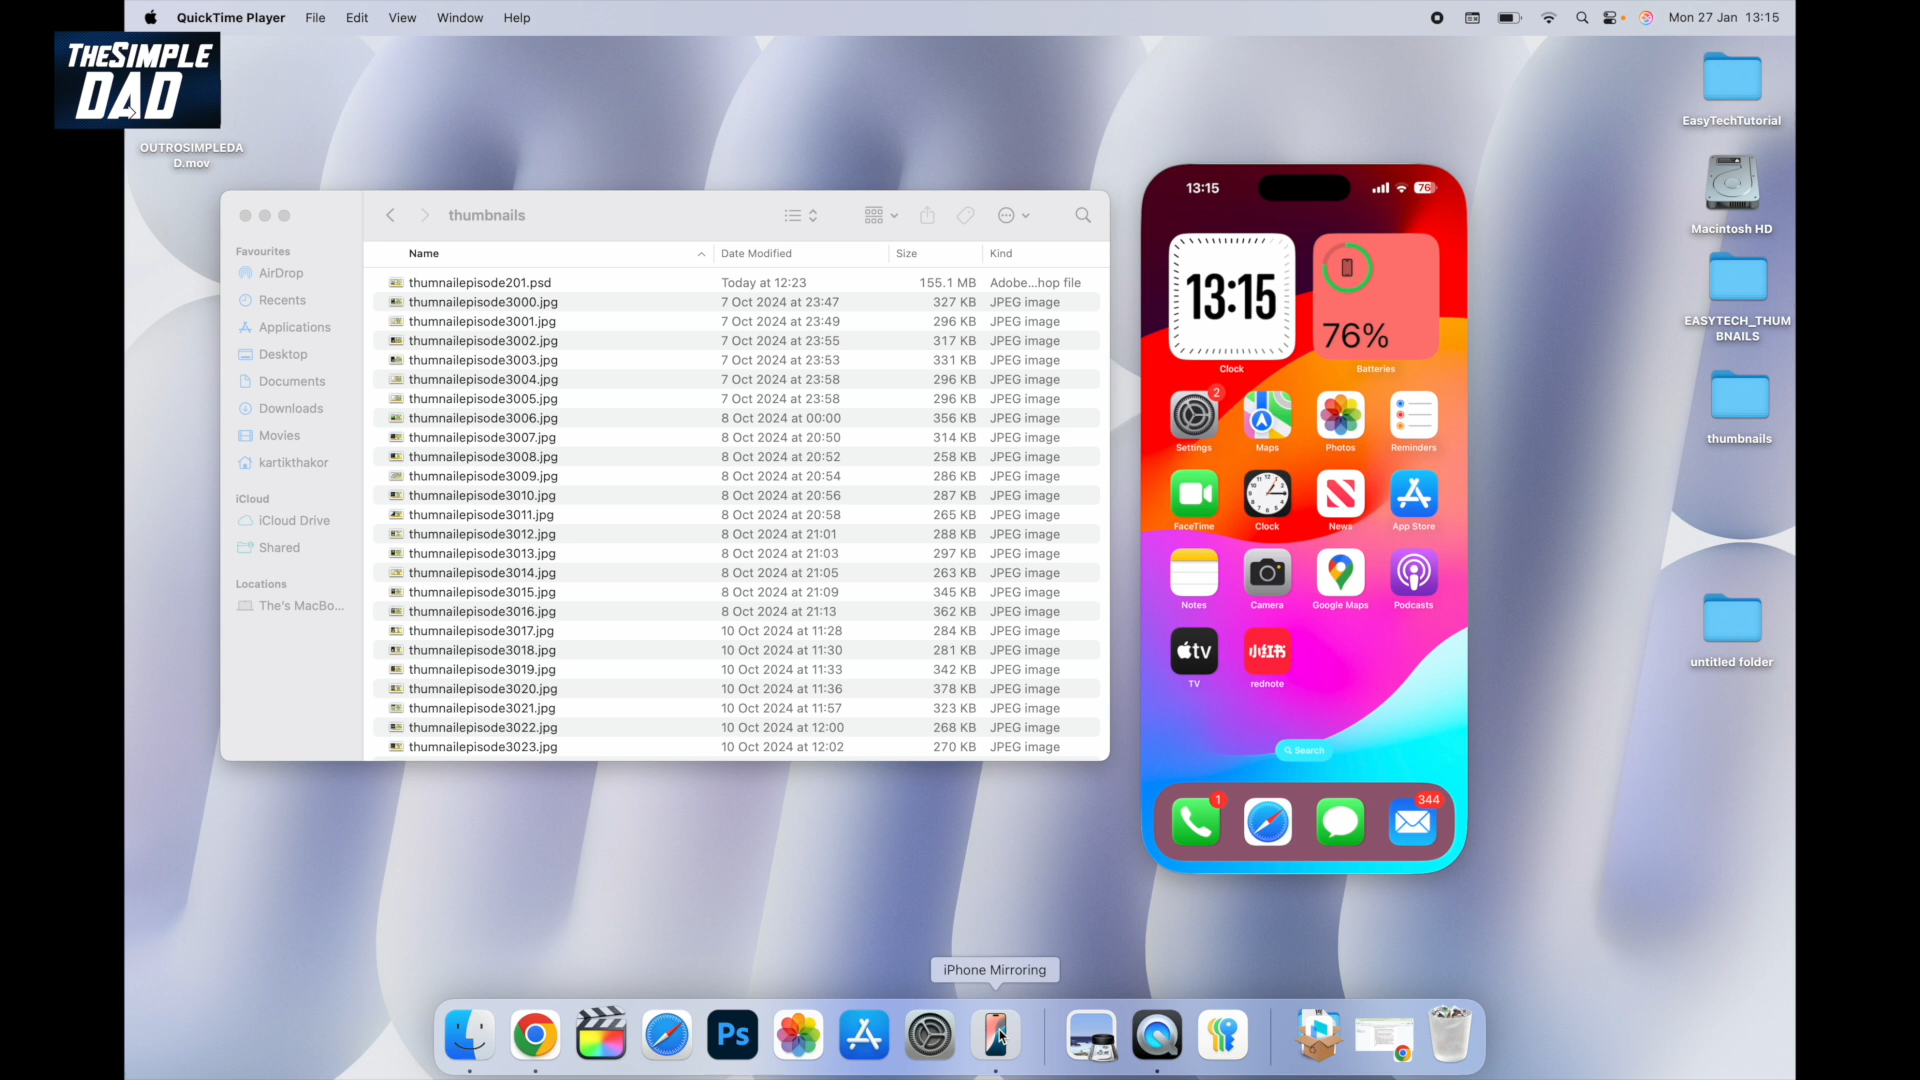 QuickTime Player File Edit View Window Help Mon 27 Jan 13:15
THE SIMPLE
DAD
OUTROSIMPLEDA
D.mov
thumbnails
Favourites
AirDrop
Recents
Applications
Desktop
Documents
Downloads
Movies
kartikthakor
iCloud
iCloud Drive
Shared
Locations
The's MacBo...
Name Date Modified Size Kind
thumnailepisode201.psd Today at 12:23 155.1 MB Adobe...hop file
thumnailepisode3000.jpg 7 Oct 2024 at 23:47 327 KB JPEG image
thumnailepisode3001.jpg 7 Oct 2024 at 23:49 296 KB JPEG image
thumnailepisode3002.jpg 7 Oct 2024 at 23:55 317 KB JPEG image
thumnailepisode3003.jpg 7 Oct 2024 at 23:53 331 KB JPEG image
thumnailepisode3004.jpg 7 Oct 2024 at 23:58 296 KB JPEG image
thumnailepisode3005.jpg 7 Oct 2024 at 23:58 296 KB JPEG image
thumnailepisode3006.jpg 8 Oct 2024 at 00:00 356 KB JPEG image
thumnailepisode3007.jpg 8 Oct 2024 at 20:50 314 KB JPEG image
thumnailepisode3008.jpg 8 Oct 2024 at 20:52 258 KB JPEG image
thumnailepisode3009.jpg 8 Oct 2024 at 20:54 286 KB JPEG image
thumnailepisode3010.jpg 8 Oct 2024 at 20:56 287 KB JPEG image
thumnailepisode3011.jpg 8 Oct 2024 at 20:58 265 KB JPEG image
thumnailepisode3012.jpg 8 Oct 2024 at 21:01 288 KB JPEG image
thumnailepisode3013.jpg 8 Oct 2024 at 21:03 297 KB JPEG image
thumnailepisode3014.jpg 8 Oct 2024 at 21:05 263 KB JPEG image
thumnailepisode3015.jpg 8 Oct 2024 at 21:09 345 KB JPEG image
thumnailepisode3016.jpg 8 Oct 2024 at 21:13 362 KB JPEG image
thumnailepisode3017.jpg 10 Oct 2024 at 11:28 284 KB JPEG image
thumnailepisode3018.jpg 10 Oct 2024 at 11:30 281 KB JPEG image
thumnailepisode3019.jpg 10 Oct 2024 at 11:33 342 KB JPEG image
thumnailepisode3020.jpg 10 Oct 2024 at 11:36 378 KB JPEG image
thumnailepisode3021.jpg 10 Oct 2024 at 11:57 323 KB JPEG image
thumnailepisode3022.jpg 10 Oct 2024 at 12:00 268 KB JPEG image
thumnailepisode3023.jpg 10 Oct 2024 at 12:02 270 KB JPEG image
13:15 76
13:15
76%
Clock Batteries
2
Settings Maps Photos Reminders
FaceTime Clock News App Store
Notes Camera Google Maps Podcasts
tv 小红书
TV rednote
Search
1 344
EasyTechTutorial
Macintosh HD
EASYTECH_THUM
BNAILS
thumbnails
untitled folder
iPhone Mirroring
Ps